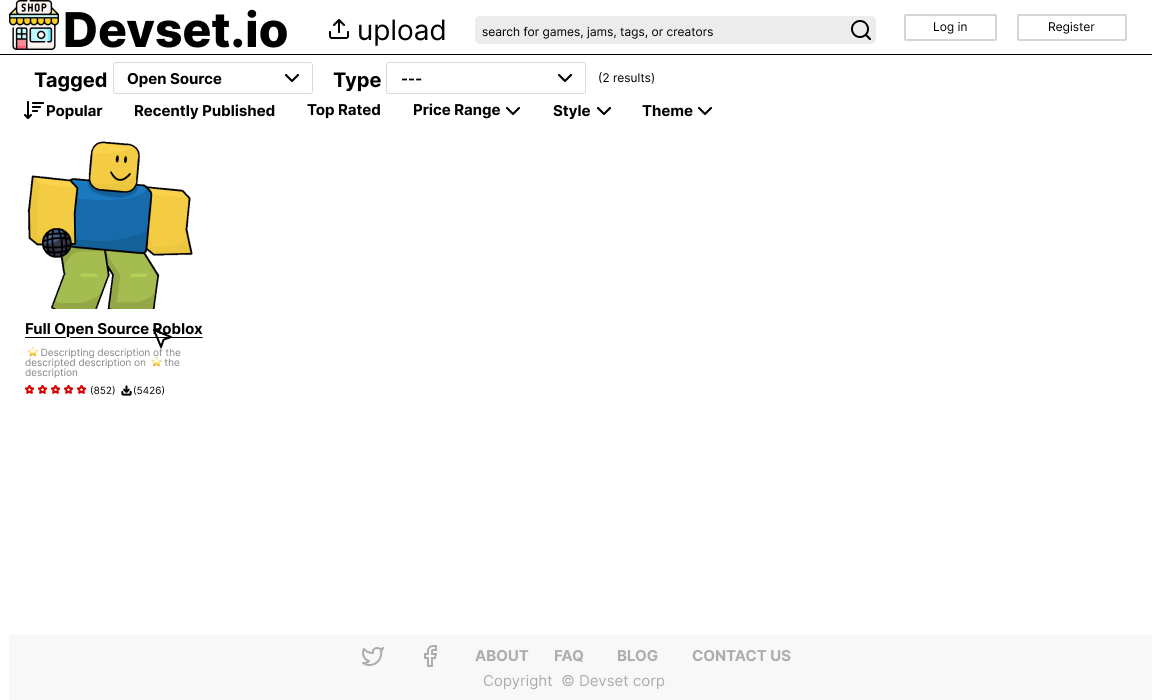 SHOP
Devset.io
upload
search for games, jams, tags, or creators
Log in
Register
Tagged
Open Source
Type
---
(2 results)
Popular
Recently Published
Top Rated
Price Range
Style
Theme
Full Open Source Roblox
⭐ Descripting description of the
descripted description on ⭐ the
description
(852)
(5426)
ABOUT
FAQ
BLOG
CONTACT US
Copyright © Devset corp